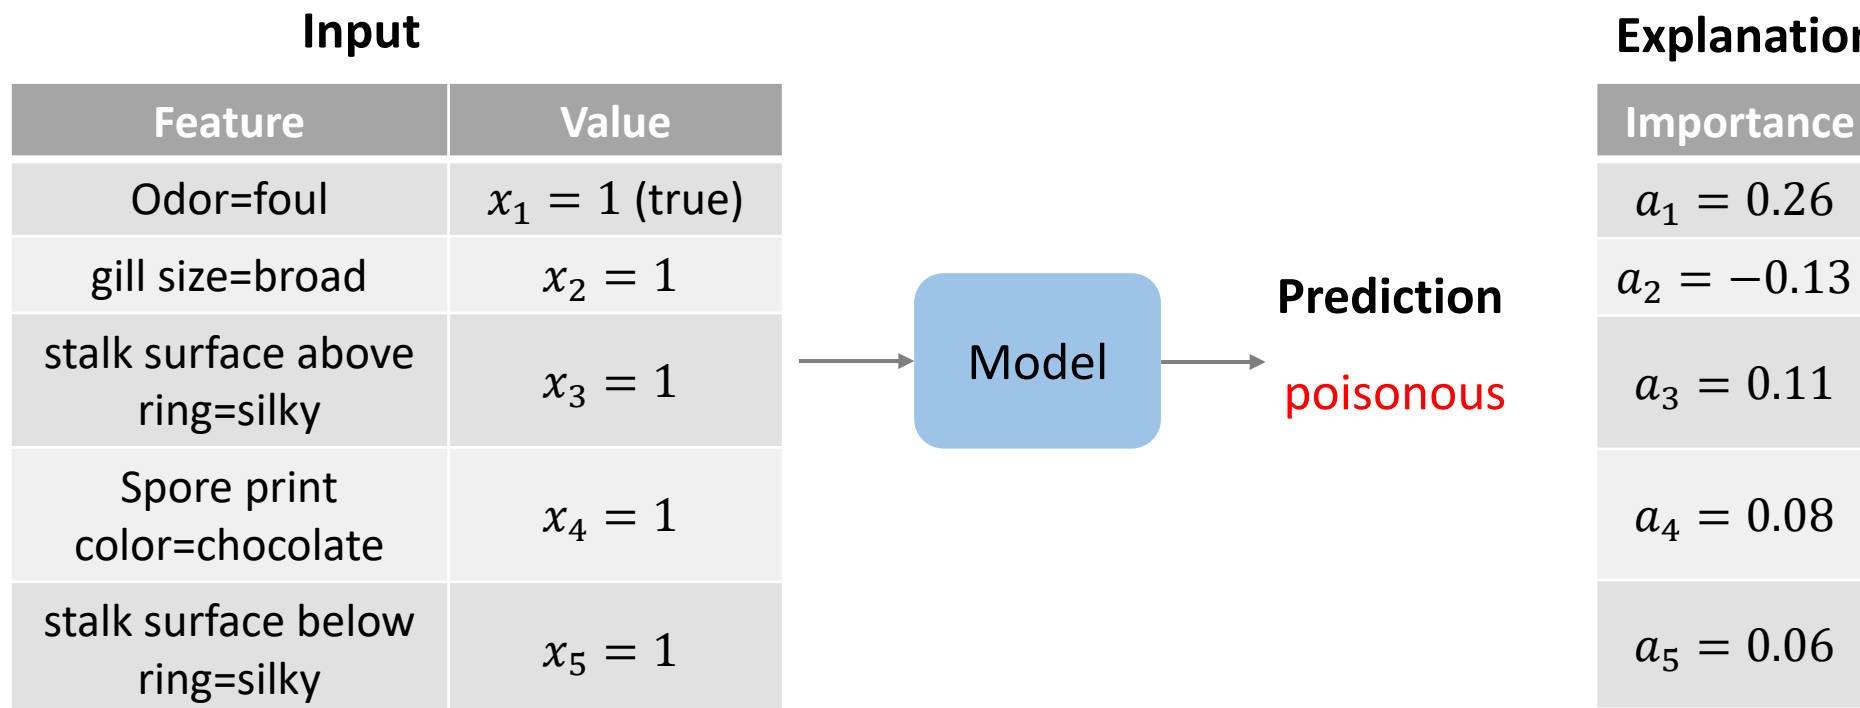 Input
Feature Value
Odor=foul x₁ = 1 (true)
gill size=broad x₂ = 1
stalk surface above
ring=silky
x₃ = 1
Spore print
color=chocolate
x₄ = 1
stalk surface below
ring=silky
x₅ = 1
Model
Prediction
poisonous
Explanation
Importance
a₁ = 0.26
a₂ = −0.13
a₃ = 0.11
a₄ = 0.08
a₅ = 0.06